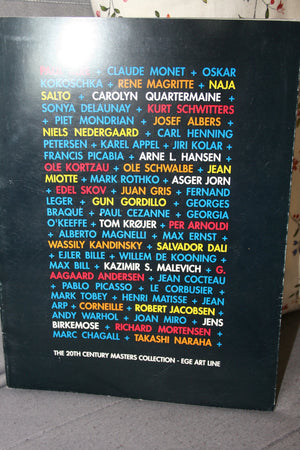 + CLAUDE MONET + OSKAR
KOKOSCHKA + RENE MAGRITTE + NAJA
SALTO + CAROLYN QUARTERMAINE +
SONYA DELAUNAY + KURT SCHWITTERS
+ PIET MONDRIAN + JOSEF ALBERS +
NIELS NEDERGAARD + CARL HENNING
PETERSEN + KAREL APPEL + JIRI KOLAR +
FRANCIS PICABIA + ARNE L. HANSEN +
OLE KORTZAU + OLE SCHWALBE + JEAN
MIOTTE + MARK ROTHKO + ASGER JORN
+ EDEL SKOV + JUAN GRIS + FERNAND
LEGER + GUN GORDILLO + GEORGES
BRAQUE + PAUL CEZANNE + GEORGIA
O'KEEFFE + TOM KRØJER + PER ARNOLDI
+ ALBERTO MAGNELLI + MAX ERNST +
WASSILY KANDINSKY + SALVADOR DALI
+ EJLER BILLE + WILLEM DE KOONING +
MAX BILL + KAZIMIR S. MALEVICH + G.
AAGAARD ANDERSEN + JEAN COCTEAU
+ PABLO PICASSO + LE CORBUSIER +
MARK TOBEY + HENRI MATISSE + JEAN
ARP + CORNEILLE + ROBERT JACOBSEN +
ANDY WARHOL + JOAN MIRO + JENS
BIRKEMOSE + RICHARD MORTENSEN +
MARC CHAGALL + TAKASHI NARAHA +
THE 20TH CENTURY MASTERS COLLECTION - EGE ART LINE